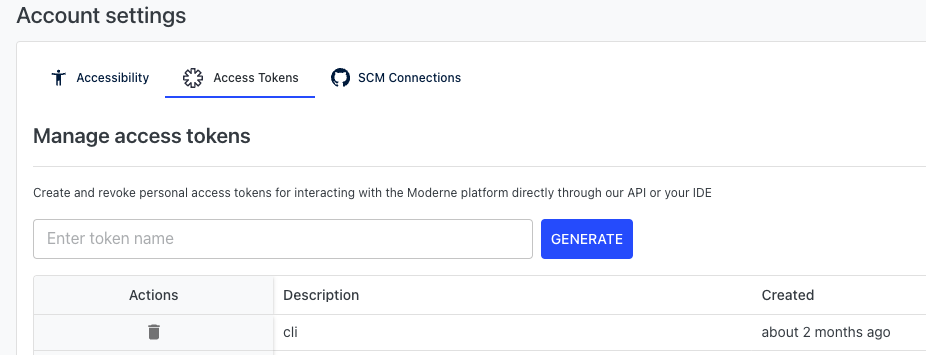 Account settings
Accessibility Access Tokens SCM Connections
Manage access tokens
Create and revoke personal access tokens for interacting with the Moderne platform directly through our API or your IDE
Enter token name GENERATE
Actions Description Created
cli about 2 months ago